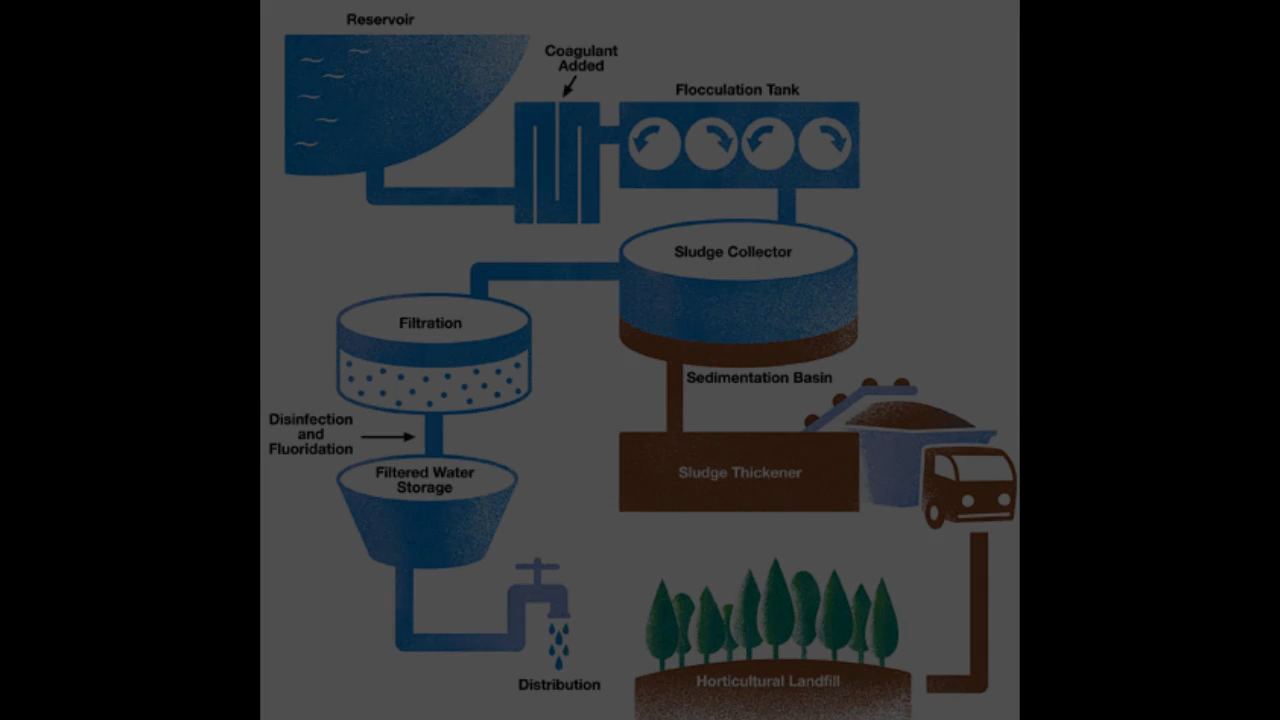 Reservoir
Coagulant
Added
Flocculation Tank
Sludge Collector
Filtration
Sedimentation Basin
Disinfection
and
Fluoridation
Filtered Water
Storage
Sludge Thickener
Distribution
Horticultural Landfill